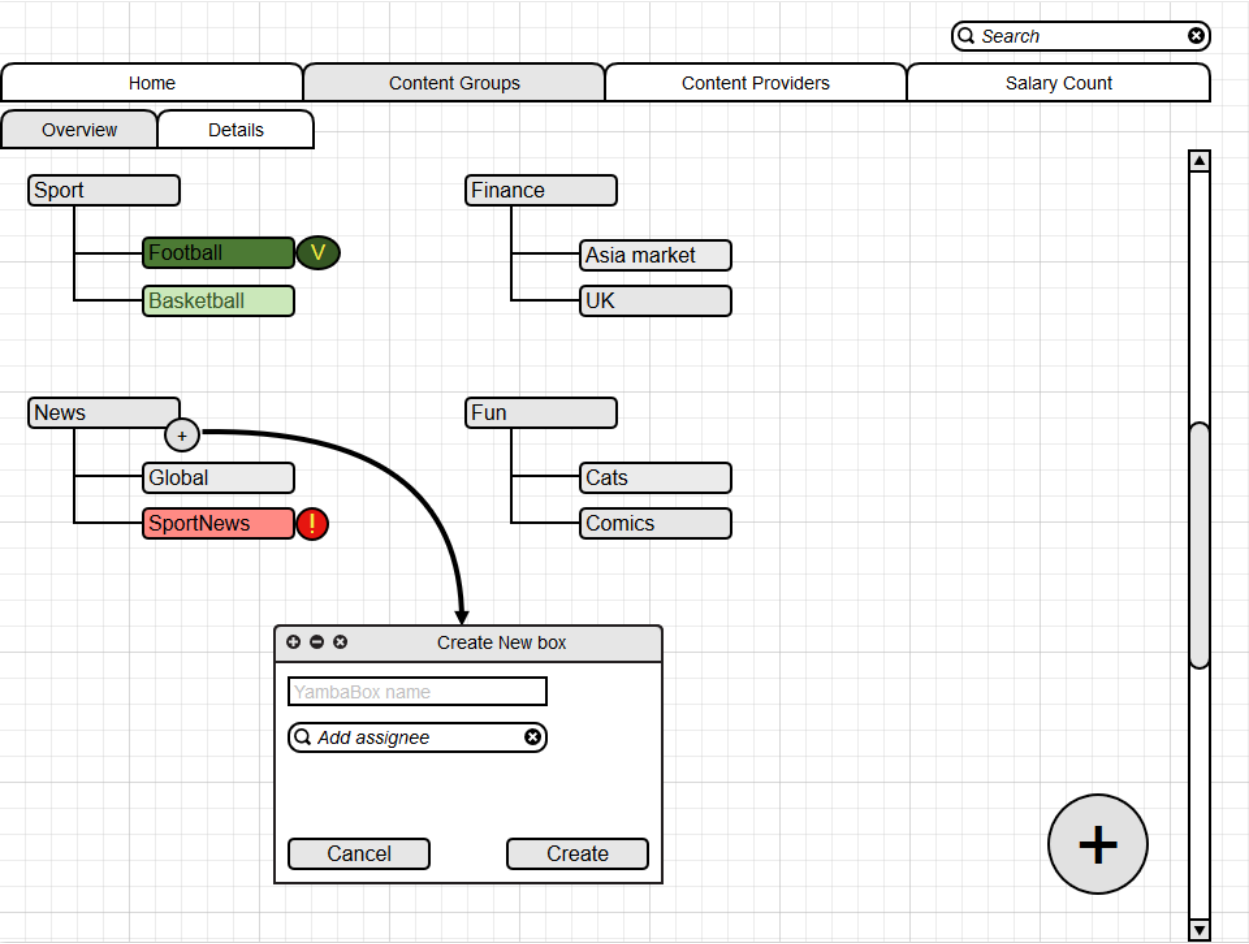 Search
Home Content Groups Content Providers Salary Count
Overview Details
Sport Finance
Football V Asia market
Basketball UK
News Fun
+
Global Cats
SportNews ! Comics
Create New box
YambaBox name
Add assignee
Cancel Create
+